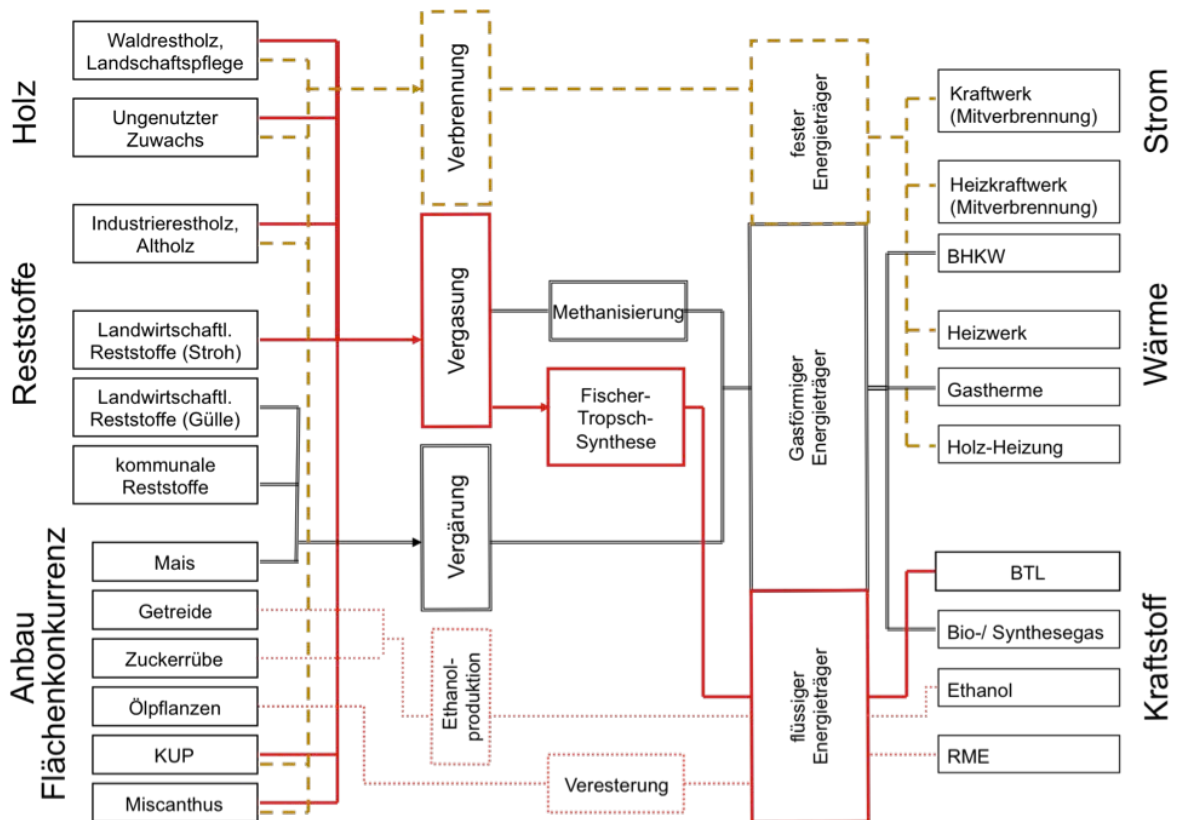 Holz
Reststoffe
Anbau
Flächenkonkurrenz
Waldrestholz,
Landschaftspflege
Ungenutzter
Zuwachs
Industrierestholz,
Altholz
Landwirtschaftl.
Reststoffe (Stroh)
Landwirtschaftl.
Reststoffe (Gülle)
kommunale
Reststoffe
Mais
Getreide
Zuckerrübe
Ölpflanzen
KUP
Miscanthus
Verbrennung
Vergasung
Vergärung
Ethanol-
produktion
Methanisierung
Fischer-
Tropsch-
Synthese
Veresterung
fester
Energieträger
Gasförmiger
Energieträger
flüssiger
Energieträger
Kraftwerk
(Mitverbrennung)
Heizkraftwerk
(Mitverbrennung)
BHKW
Heizwerk
Gastherme
Holz-Heizung
BTL
Bio-/ Synthesegas
Ethanol
RME
Strom
Wärme
Kraftstoff